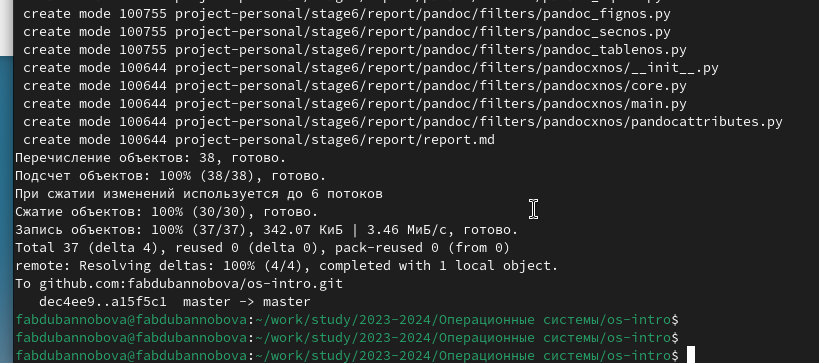 create mode 100755 project-personal/stage6/report/pandoc/filters/pandoc_fignos.py
create mode 100755 project-personal/stage6/report/pandoc/filters/pandoc_secnos.py
create mode 100755 project-personal/stage6/report/pandoc/filters/pandoc_tablenos.py
create mode 100644 project-personal/stage6/report/pandoc/filters/pandocxnos/__init__.py
create mode 100644 project-personal/stage6/report/pandoc/filters/pandocxnos/core.py
create mode 100644 project-personal/stage6/report/pandoc/filters/pandocxnos/main.py
create mode 100644 project-personal/stage6/report/pandoc/filters/pandocxnos/pandocattributes.py
create mode 100644 project-personal/stage6/report/report.md
Перечисление объектов: 38, готово.
Подсчет объектов: 100% (38/38), готово.
При сжатии изменений используется до 6 потоков
Сжатие объектов: 100% (30/30), готово.
Запись объектов: 100% (37/37), 342.07 КиБ | 3.46 МиБ/с, готово.
Total 37 (delta 4), reused 0 (delta 0), pack-reused 0 (from 0)
remote: Resolving deltas: 100% (4/4), completed with 1 local object.
To github.com:fabdubannobova/os-intro.git
dec4ee9..a15f5c1  master -> master
fabdubannobova@fabdubannobova:~/work/study/2023-2024/Операционные системы/os-intro$
fabdubannobova@fabdubannobova:~/work/study/2023-2024/Операционные системы/os-intro$
fabdubannobova@fabdubannobova:~/work/study/2023-2024/Операционные системы/os-intro$